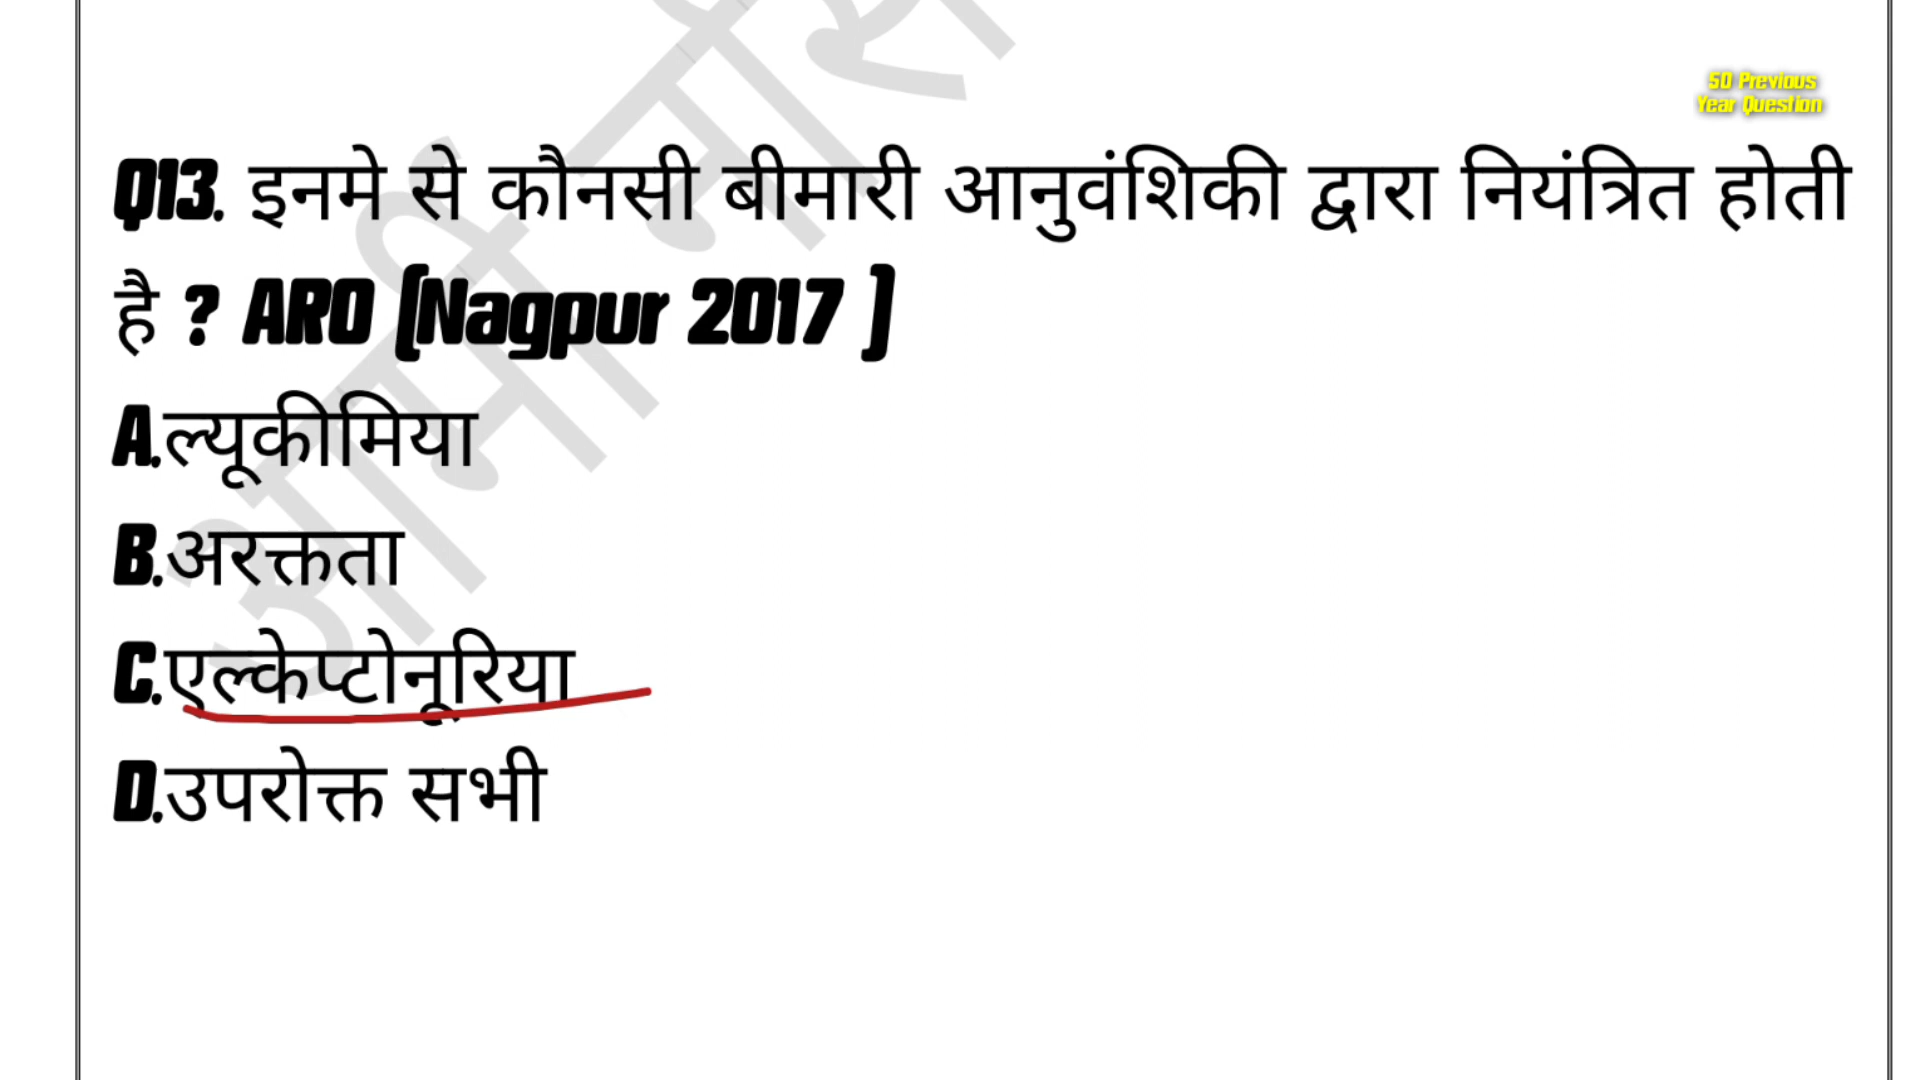 50 Previous
Year Question
Q13. इनमे से कौनसी बीमारी आनुवंशिकी द्वारा नियंत्रित होती
है ? ARO (Nagpur 2017 )
A.ल्यूकीमिया
B.अरक्तता
C.एल्केप्टोनूरिया
D.उपरोक्त सभी